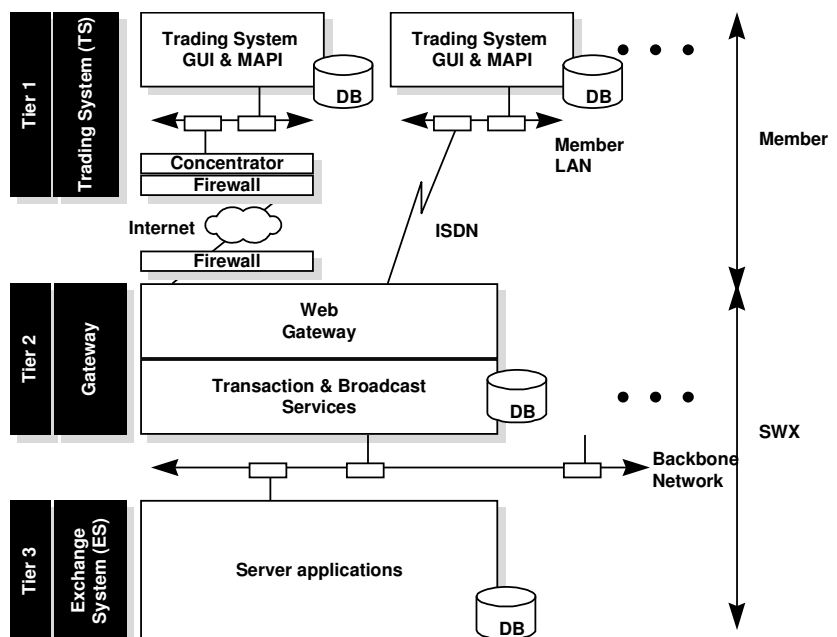 Tier 1
Trading System (TS)
Trading System
GUI & MAPI
DB
Trading System
GUI & MAPI
DB
Member
LAN
Member
Concentrator
Firewall
Internet
ISDN
Firewall
Tier 2
Gateway
Web
Gateway
Transaction & Broadcast
Services
DB
SWX
Backbone
Network
Tier 3
Exchange
System (ES)
Server applications
DB